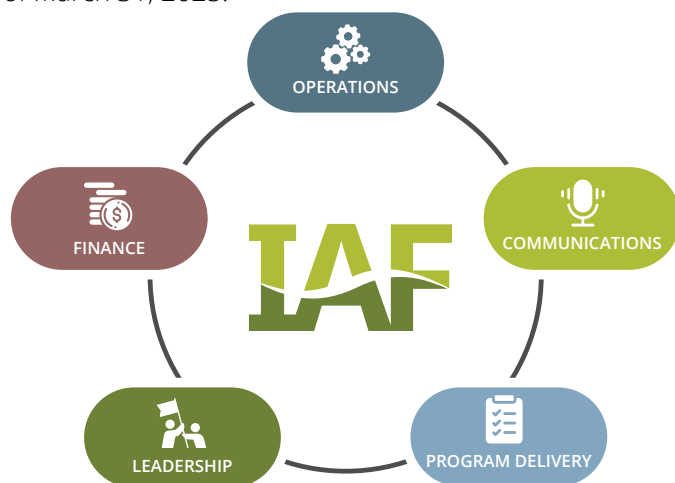 OPERATIONS
FINANCE
$
COMMUNICATIONS
IAF
LEADERSHIP
PROGRAM DELIVERY